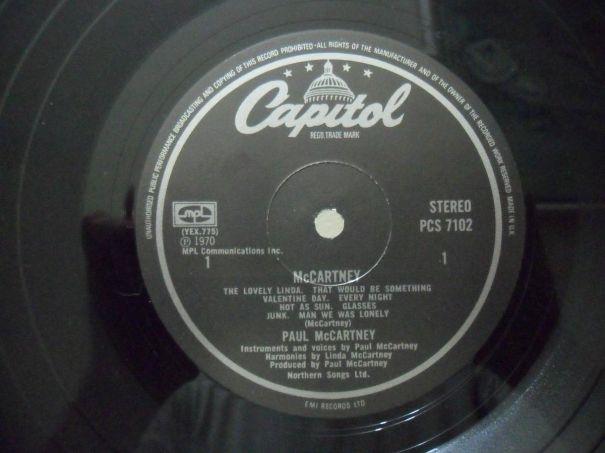 UNAUTHORISED PUBLIC PERFORMANCE BROADCASTING AND COPYING OF THIS RECORD PROHIBITED·ALL RIGHTS OF THE MANUFACTURER AND OF THE OWNER OF THE RECORDED WORK RESERVED MADE IN U.K.
Capitol
REGD. TRADE MARK
mpl
(YEX.775)
Ⓟ 1970
MPL Communications Inc.
1
STEREO
PCS 7102
1
McCARTNEY
THE LOVELY LINDA. THAT WOULD BE SOMETHING
VALENTINE DAY. EVERY NIGHT
HOT AS SUN. GLASSES
JUNK. MAN WE WAS LONELY
(McCartney)
PAUL McCARTNEY
Instruments and voices by Paul McCartney
Harmonies by Linda McCartney
Produced by Paul McCartney
Northern Songs Ltd.
EMI RECORDS LTD